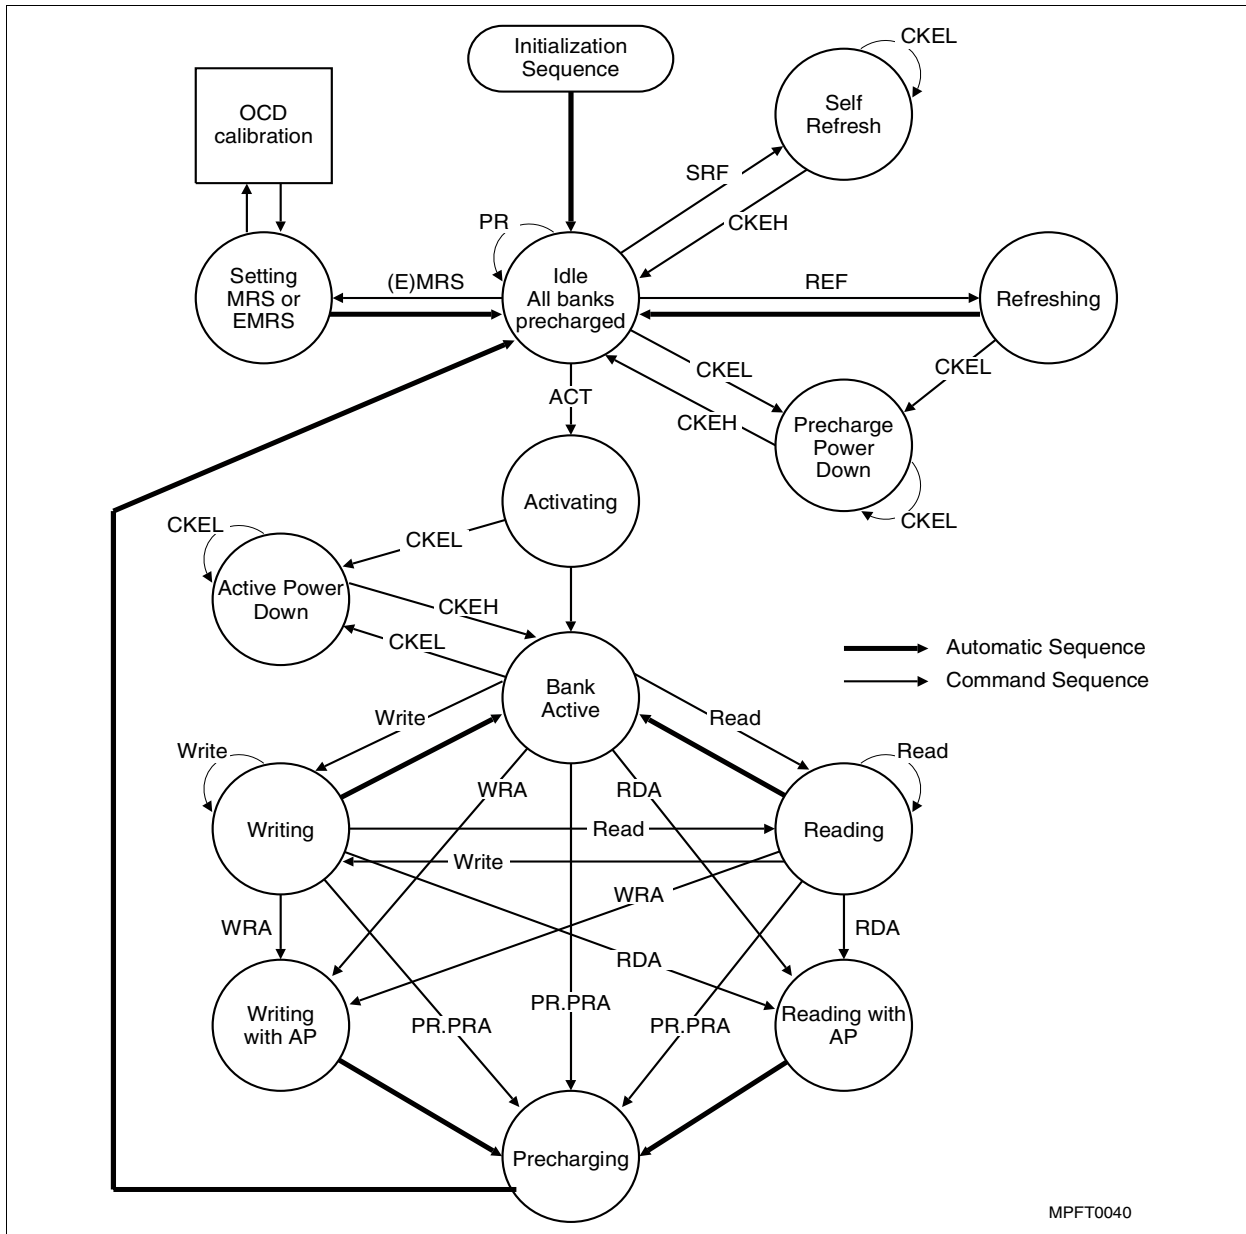 Initialization
Sequence
CKEL
OCD
calibration
Self
Refresh
SRF
PR
CKEH
Setting
MRS or
EMRS
(E)MRS
Idle
All banks
precharged
REF
Refreshing
CKEL
CKEL
ACT
CKEH
Precharge
Power
Down
Activating
CKEL
CKEL
CKEL
Active Power
Down
CKEH
CKEL
Automatic Sequence
Command Sequence
Bank
Active
Write
Read
Write
Read
WRA
RDA
Writing
Read
Reading
Write
WRA
WRA
RDA
RDA
Writing
with AP
PR.PRA
PR.PRA
PR.PRA
Reading with
AP
Precharging
MPFT0040